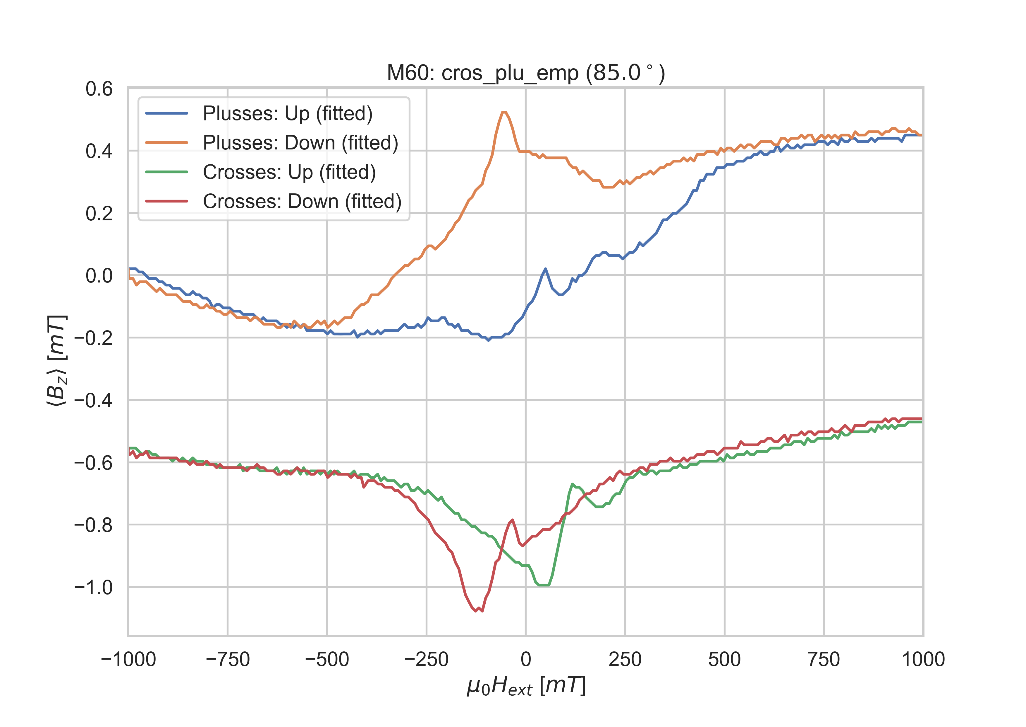 M60: cros_plu_emp (85.0°)
Plusses: Up (fitted)
Plusses: Down (fitted)
Crosses: Up (fitted)
Crosses: Down (fitted)
0.6
0.4
0.2
0.0
−0.2
−0.4
−0.6
−0.8
−1.0
⟨B_z⟩ [mT]
−1000 −750 −500 −250 0 250 500 750 1000
μ₀H_ext [mT]